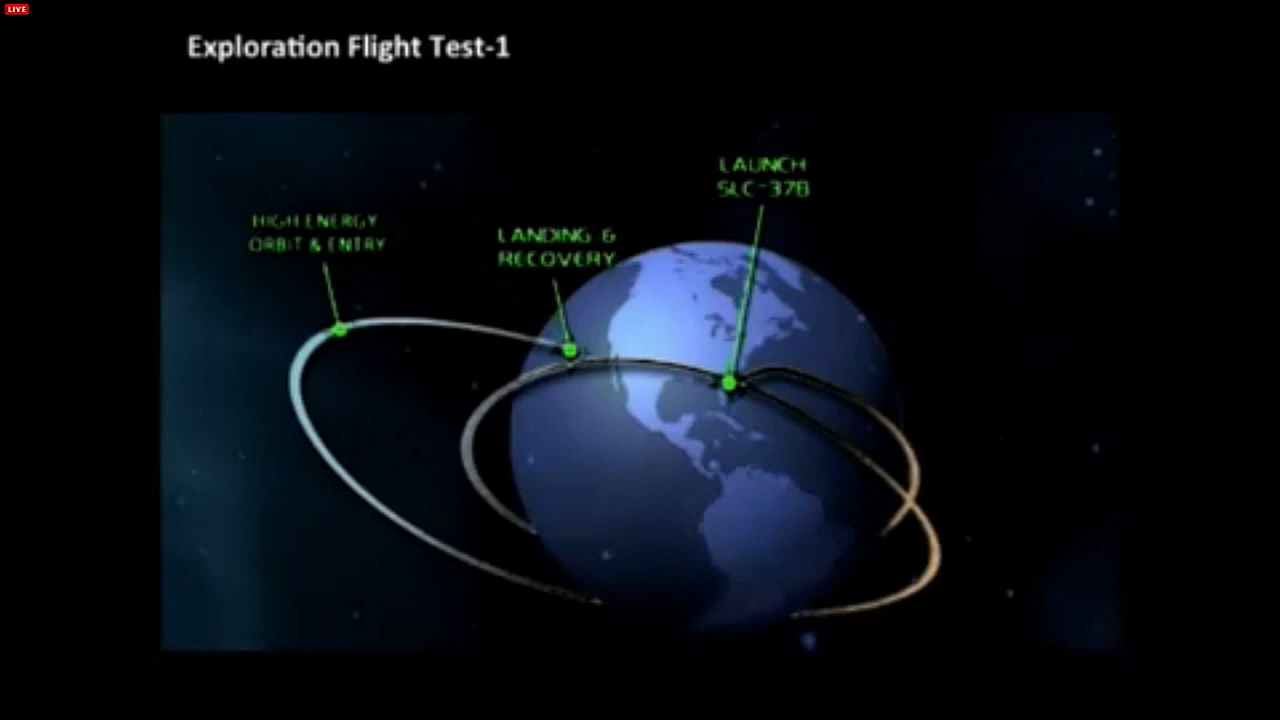 LIVE
Exploration Flight Test-1
LAUNCH
SLC-37B
HIGH ENERGY
ORBIT & ENTRY
LANDING &
RECOVERY